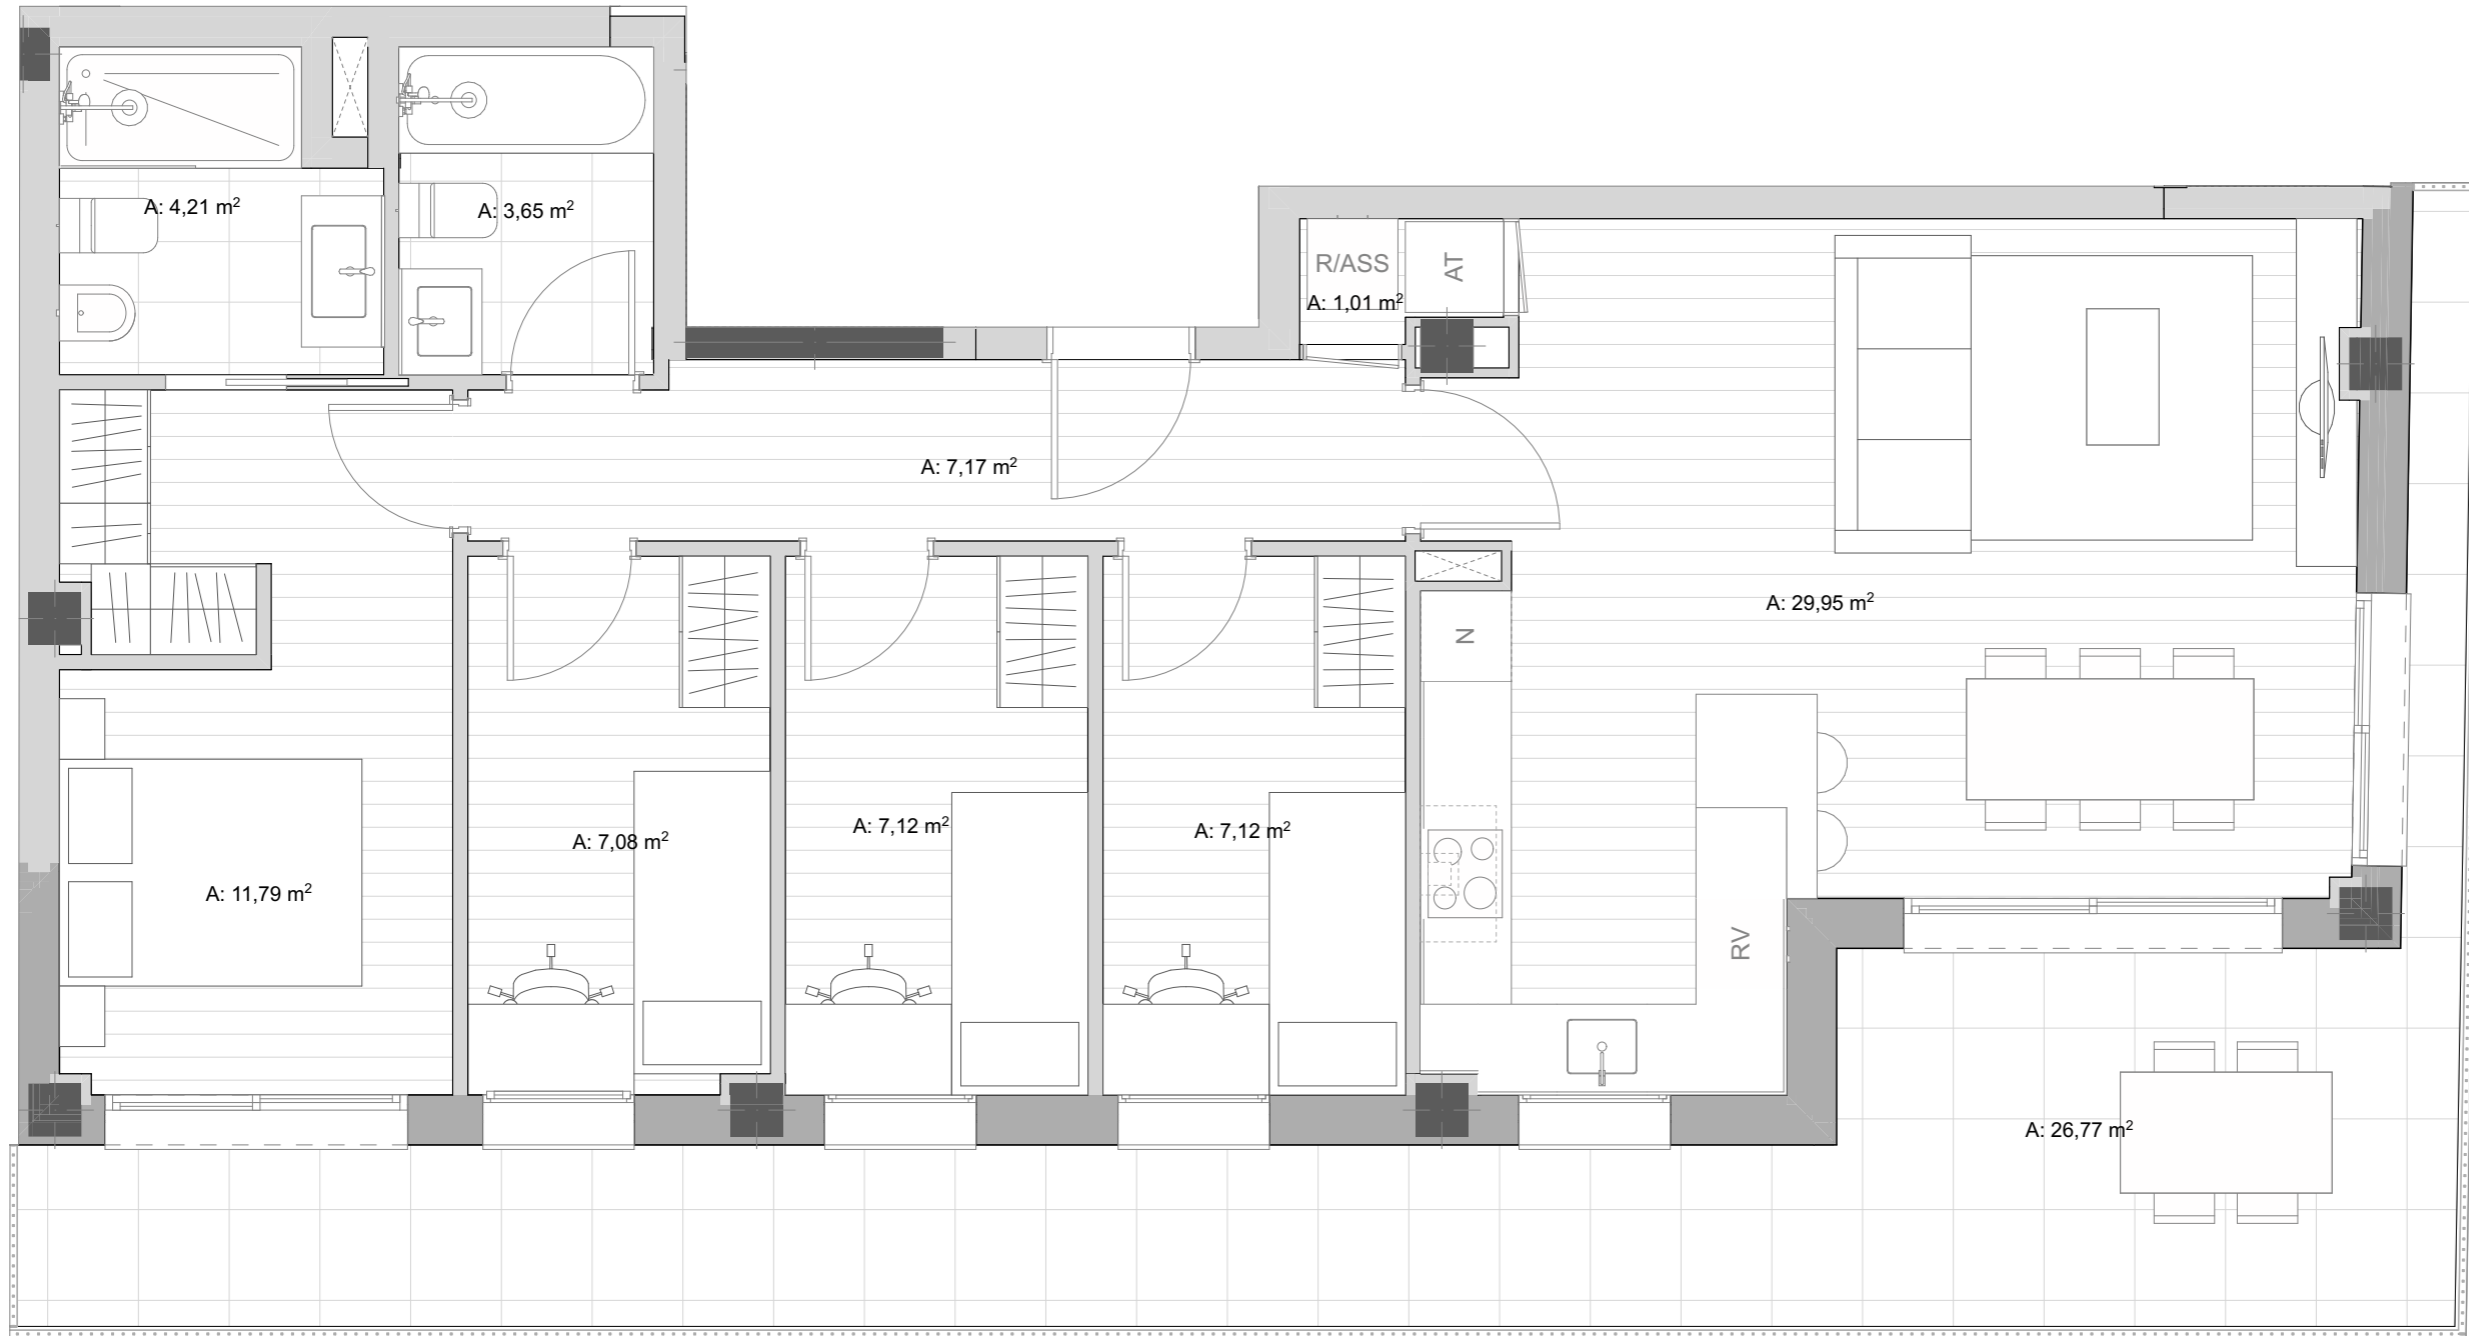 A: 4,21 m²
A: 3,65 m²
R/ASS
AT
A: 1,01 m²
A: 7,17 m²
A: 29,95 m²
N
A: 7,12 m²
A: 7,12 m²
A: 7,08 m²
A: 11,79 m²
RV
A: 26,77 m²